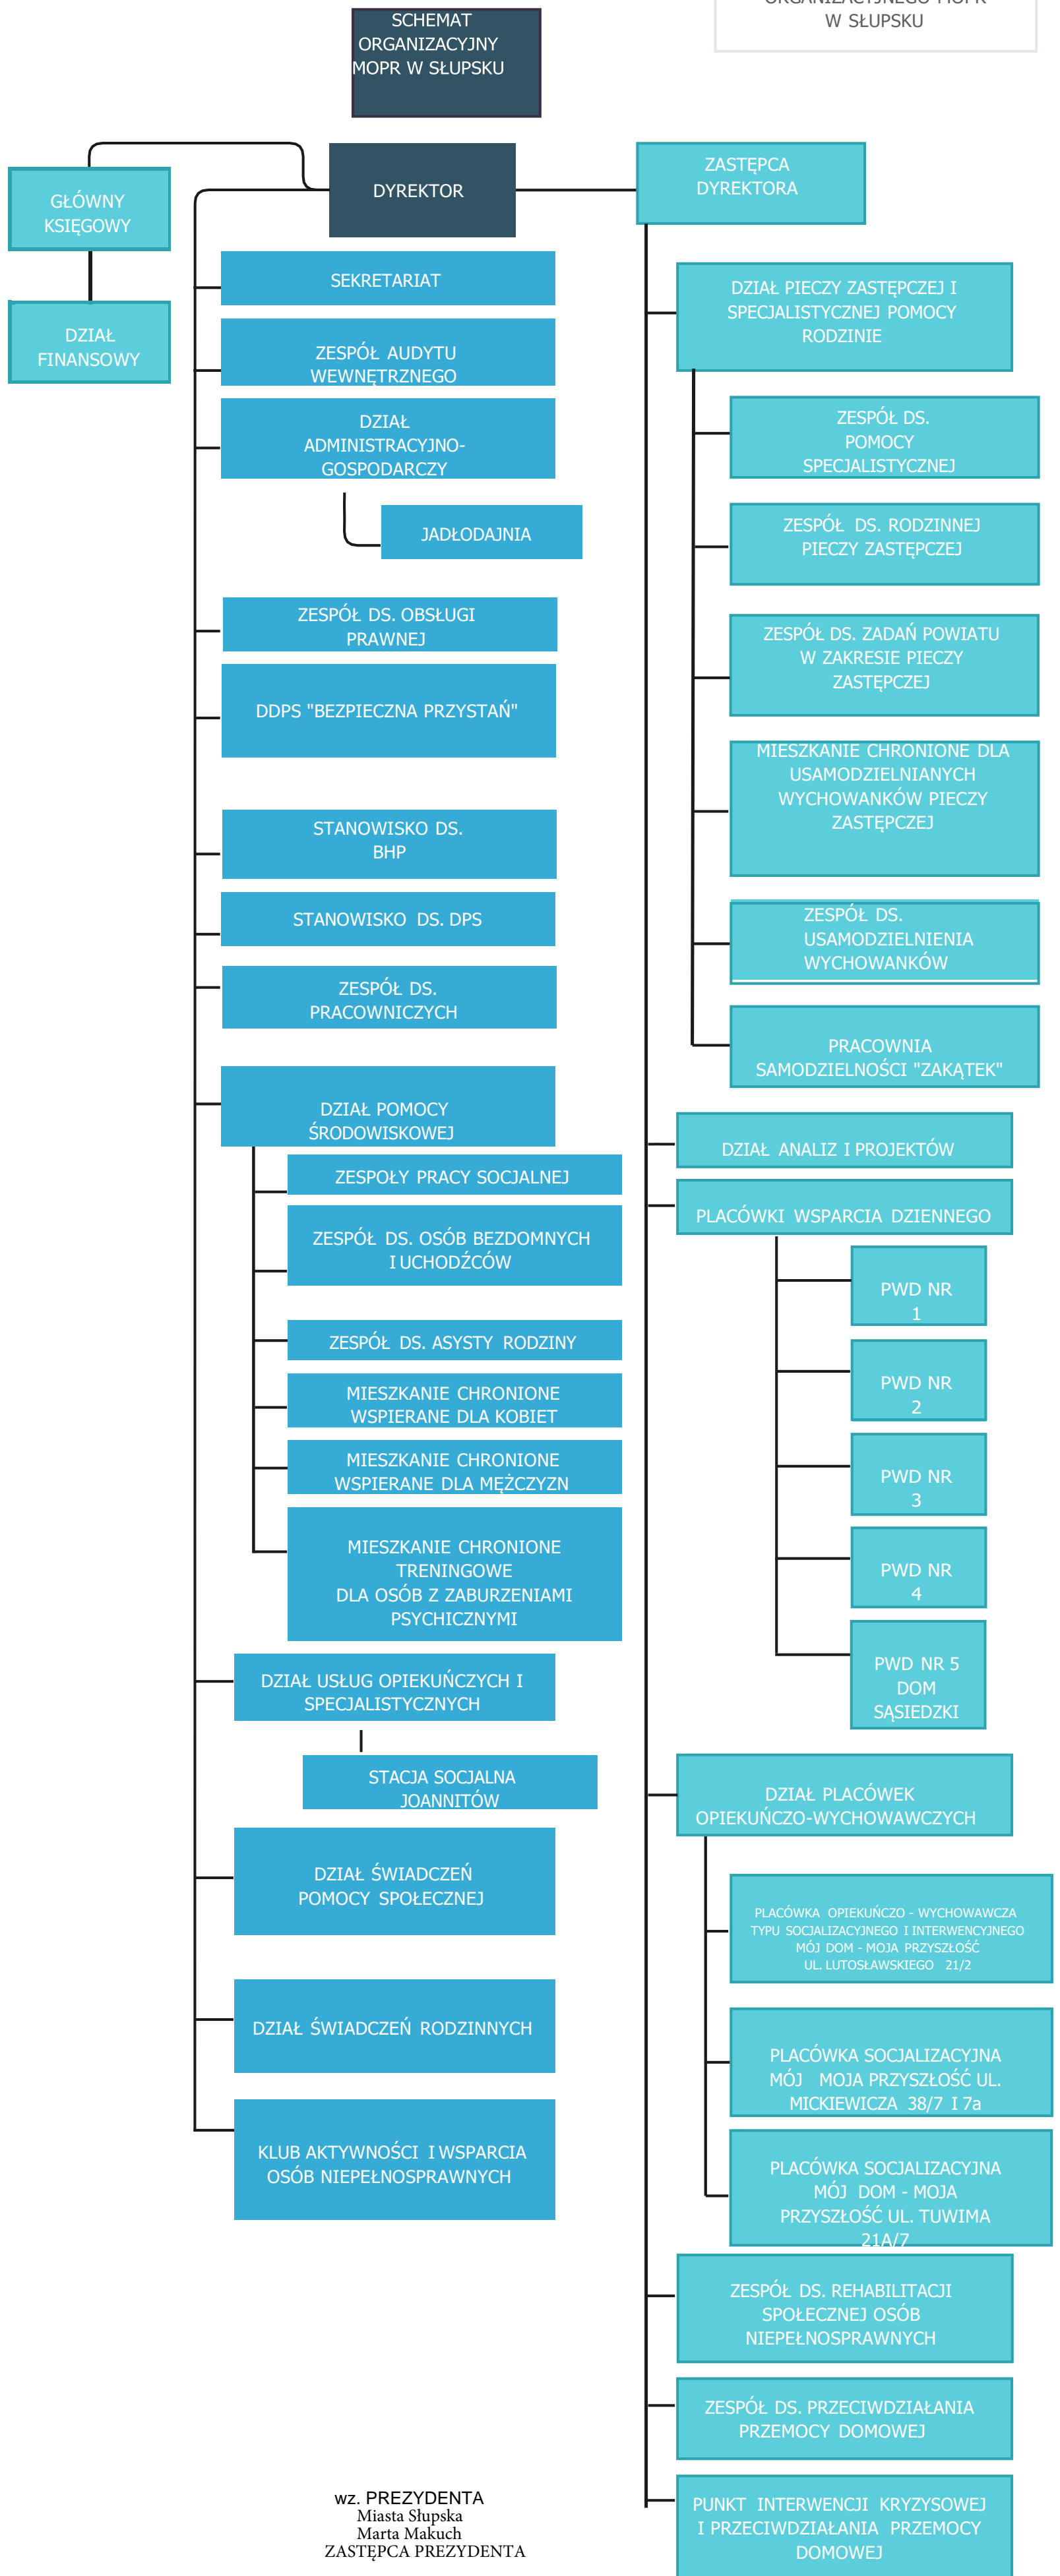 ORGANIZACYJNEGO MOPR
W SŁUPSKU
SCHEMAT
ORGANIZACYJNY
MOPR W SŁUPSKU
DYREKTOR
ZASTĘPCA
DYREKTORA
GŁÓWNY
KSIĘGOWY
DZIAŁ
FINANSOWY
SEKRETARIAT
ZESPÓŁ AUDYTU
WEWNĘTRZNEGO
DZIAŁ
ADMINISTRACYJNO-
GOSPODARCZY
JADŁODAJNIA
ZESPÓŁ DS. OBSŁUGI
PRAWNEJ
DDPS "BEZPIECZNA PRZYSTAŃ"
STANOWISKO DS.
BHP
STANOWISKO DS. DPS
ZESPÓŁ DS.
PRACOWNICZYCH
DZIAŁ POMOCY
ŚRODOWISKOWEJ
ZESPOŁY PRACY SOCJALNEJ
ZESPÓŁ DS. OSÓB BEZDOMNYCH
I UCHODŹCÓW
ZESPÓŁ DS. ASYSTY RODZINY
MIESZKANIE CHRONIONE
WSPIERANE DLA KOBIET
MIESZKANIE CHRONIONE
WSPIERANE DLA MĘŻCZYZN
MIESZKANIE CHRONIONE
TRENINGOWE
DLA OSÓB Z ZABURZENIAMI
PSYCHICZNYMI
DZIAŁ USŁUG OPIEKUŃCZYCH I
SPECJALISTYCZNYCH
STACJA SOCJALNA
JOANNITÓW
DZIAŁ ŚWIADCZEŃ
POMOCY SPOŁECZNEJ
DZIAŁ ŚWIADCZEŃ RODZINNYCH
KLUB AKTYWNOŚCI I WSPARCIA
OSÓB NIEPEŁNOSPRAWNYCH
DZIAŁ PIECZY ZASTĘPCZEJ I
SPECJALISTYCZNEJ POMOCY
RODZINIE
ZESPÓŁ DS.
POMOCY
SPECJALISTYCZNEJ
ZESPÓŁ DS. RODZINNEJ
PIECZY ZASTĘPCZEJ
ZESPÓŁ DS. ZADAŃ POWIATU
W ZAKRESIE PIECZY
ZASTĘPCZEJ
MIESZKANIE CHRONIONE DLA
USAMODZIELNIANYCH
WYCHOWANKÓW PIECZY
ZASTĘPCZEJ
ZESPÓŁ DS.
USAMODZIELNIENIA
WYCHOWANKÓW
PRACOWNIA
SAMODZIELNOŚCI "ZAKĄTEK"
DZIAŁ ANALIZ I PROJEKTÓW
PLACÓWKI WSPARCIA DZIENNEGO
PWD NR
1
PWD NR
2
PWD NR
3
PWD NR
4
PWD NR 5
DOM
SĄSIEDZKI
DZIAŁ PLACÓWEK
OPIEKUŃCZO-WYCHOWAWCZYCH
PLACÓWKA OPIEKUŃCZO - WYCHOWAWCZA
TYPU SOCJALIZACYJNEGO I INTERWENCYJNEGO
MÓJ DOM - MOJA PRZYSZŁOŚĆ
UL. LUTOSŁAWSKIEGO 21/2
PLACÓWKA SOCJALIZACYJNA
MÓJ MOJA PRZYSZŁOŚĆ UL.
MICKIEWICZA 38/7 I 7a
PLACÓWKA SOCJALIZACYJNA
MÓJ DOM - MOJA
PRZYSZŁOŚĆ UL. TUWIMA
21A/7
ZESPÓŁ DS. REHABILITACJI
SPOŁECZNEJ OSÓB
NIEPEŁNOSPRAWNYCH
ZESPÓŁ DS. PRZECIWDZIAŁANIA
PRZEMOCY DOMOWEJ
PUNKT INTERWENCJI KRYZYSOWEJ
I PRZECIWDZIAŁANIA PRZEMOCY
DOMOWEJ
wz. PREZYDENTA
Miasta Słupska
Marta Makuch
ZASTĘPCA PREZYDENTA